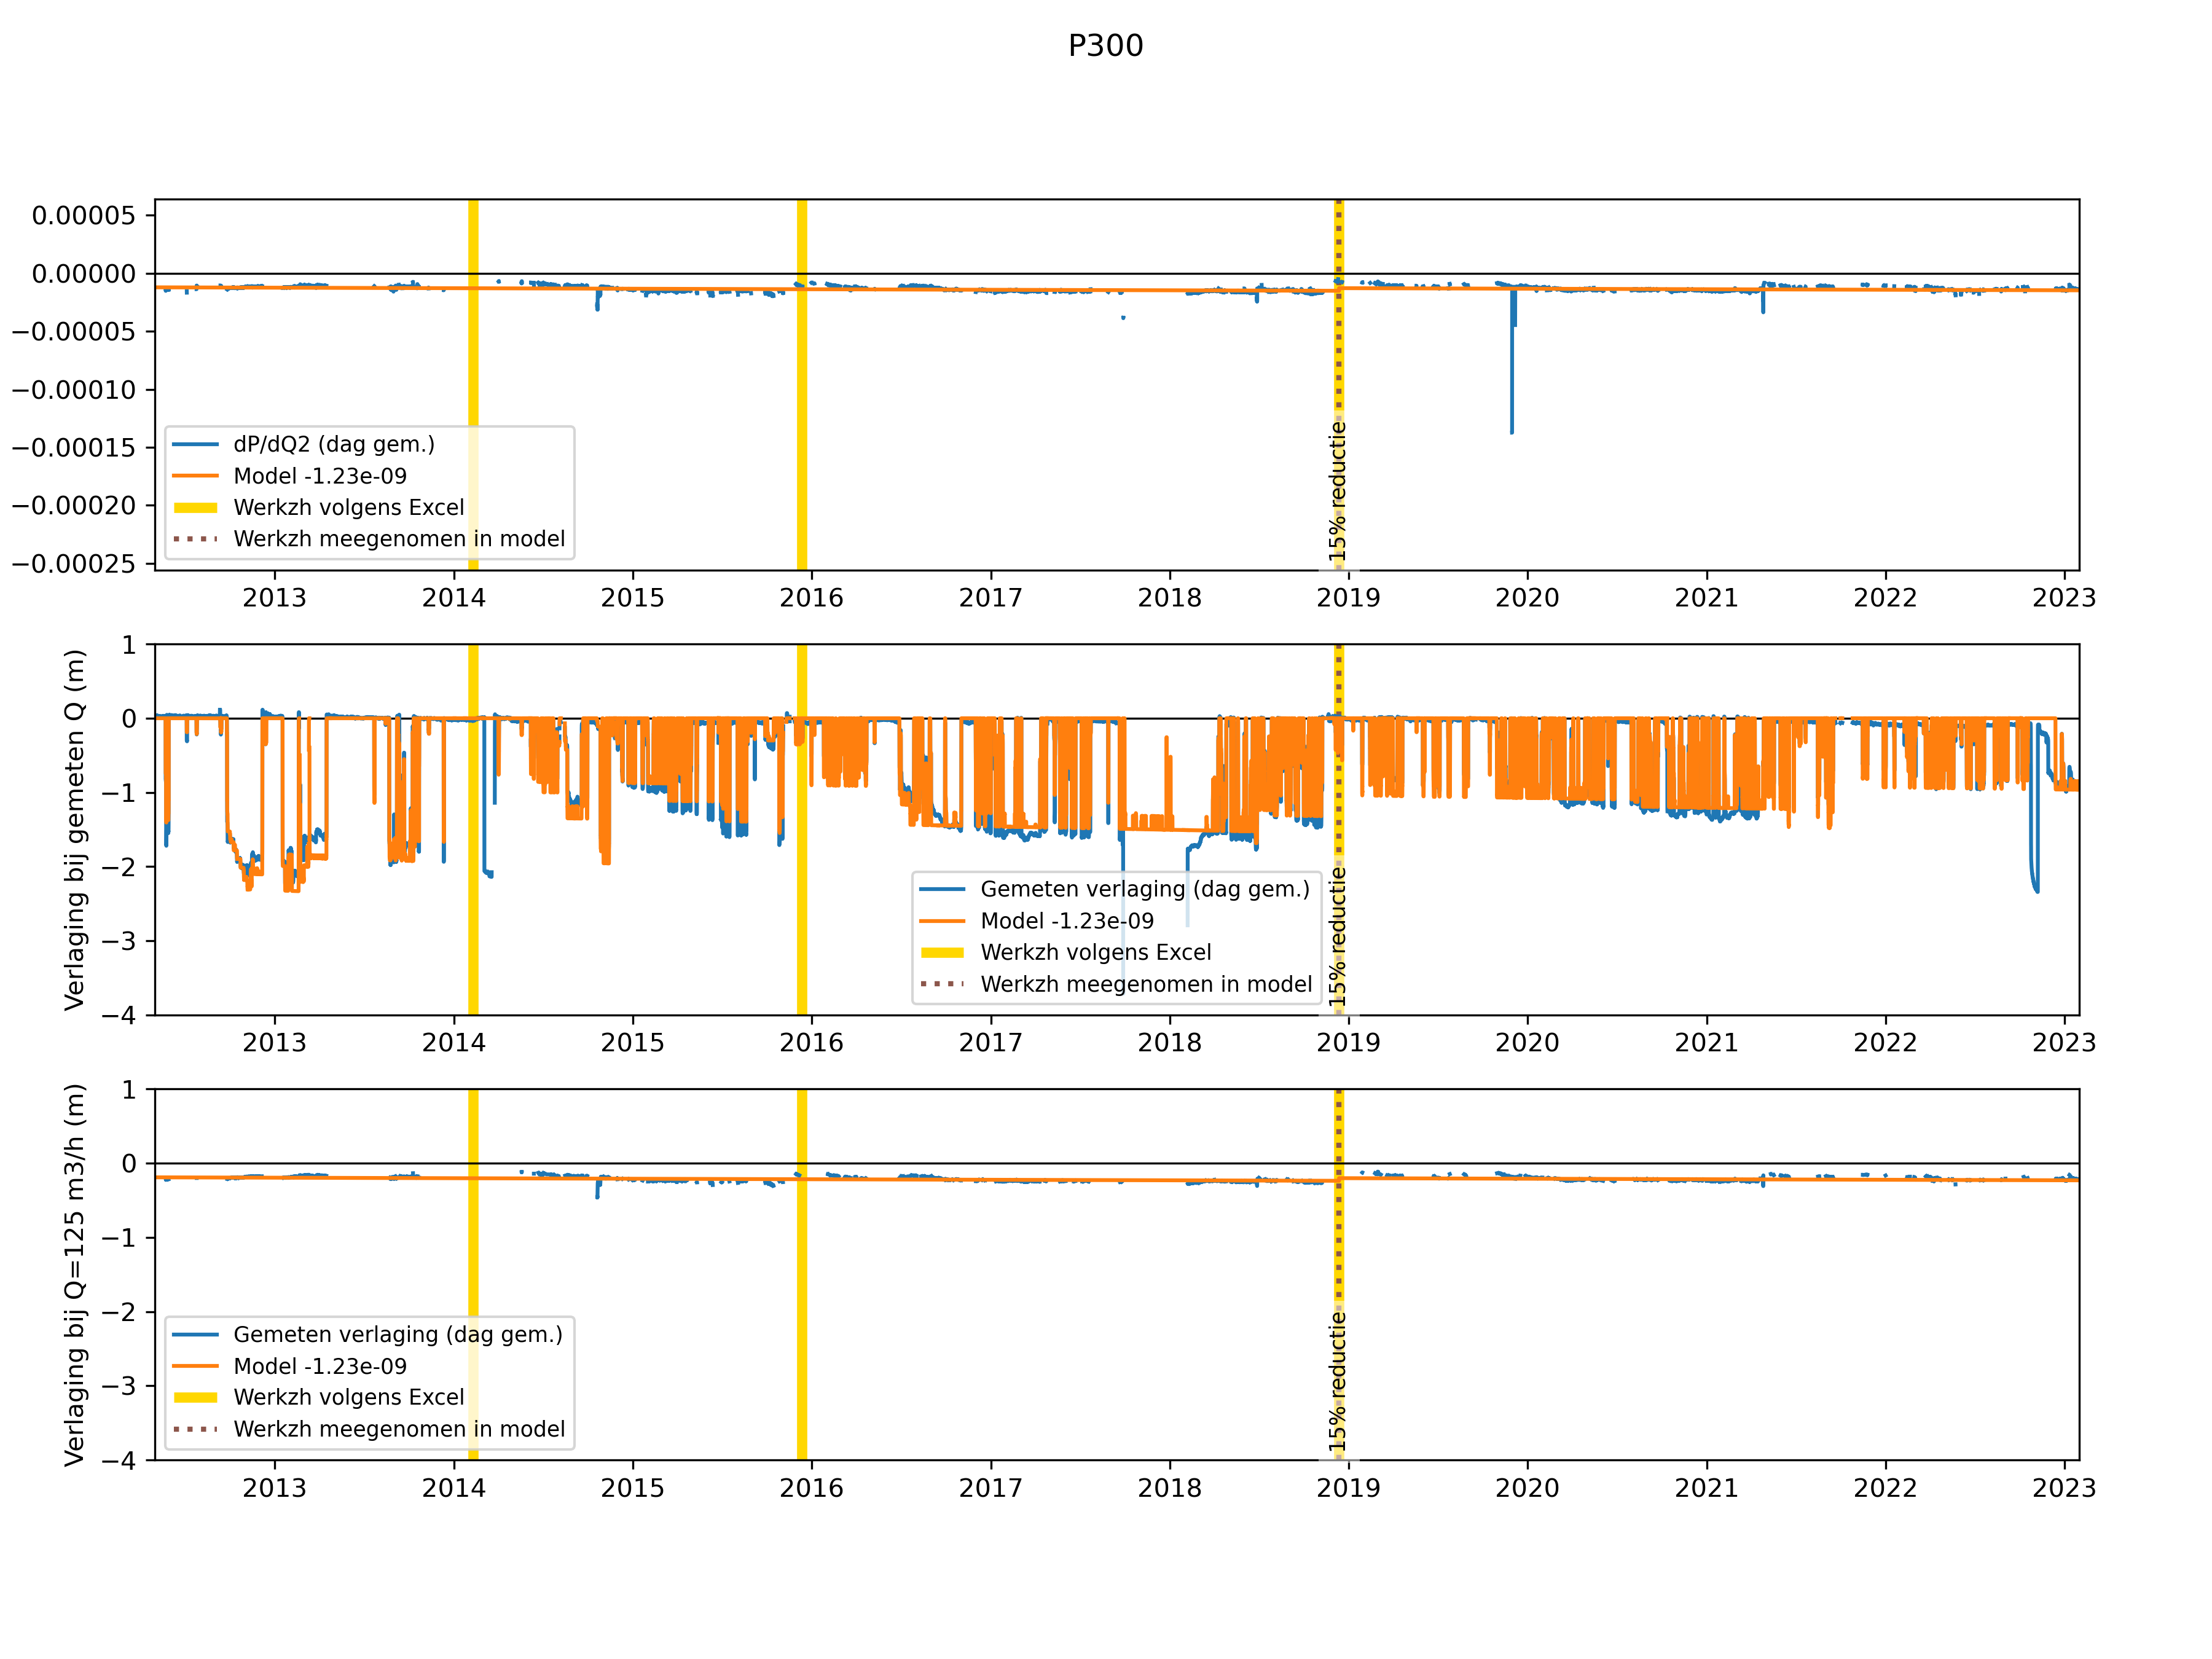 P300
0.00005
0.00000
−0.00005
−0.00010
−0.00015
−0.00020
−0.00025
dP/dQ2 (dag gem.)
Model -1.23e-09
Werkzh volgens Excel
Werkzh meegenomen in model
15% reductie
2013 2014 2015 2016 2017 2018 2019 2020 2021 2022 2023
Verlaging bij gemeten Q (m)
1
0
−1
−2
−3
−4
Gemeten verlaging (dag gem.)
Model -1.23e-09
Werkzh volgens Excel
Werkzh meegenomen in model
15% reductie
2013 2014 2015 2016 2017 2018 2019 2020 2021 2022 2023
Verlaging bij Q=125 m3/h (m)
1
0
−1
−2
−3
−4
Gemeten verlaging (dag gem.)
Model -1.23e-09
Werkzh volgens Excel
Werkzh meegenomen in model
15% reductie
2013 2014 2015 2016 2017 2018 2019 2020 2021 2022 2023